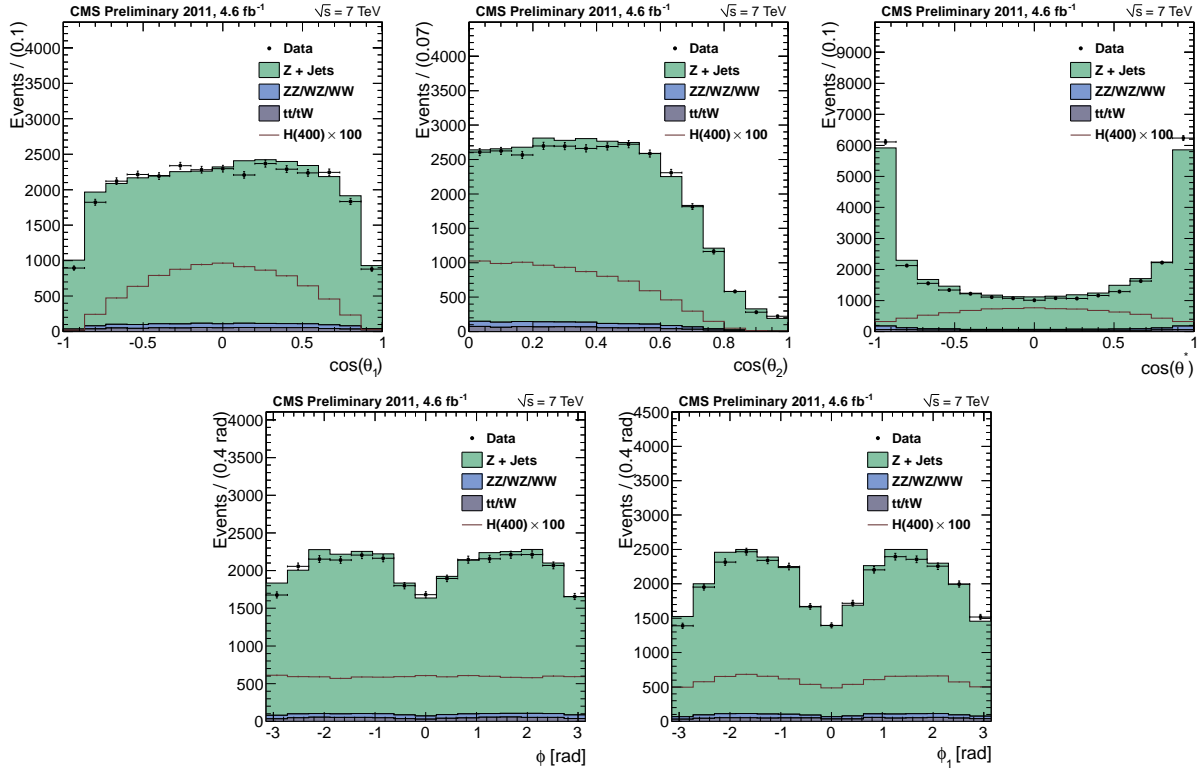 CMS Preliminary 2011, 4.6 fb⁻¹ √s = 7 TeV
Events / (0.1)
4000
3500
3000
2500
2000
1500
1000
500
0
Data
Z + Jets
ZZ/WZ/WW
tt/tW
H(400) × 100
-1 -0.5 0 0.5 1
cos(θ₁)
CMS Preliminary 2011, 4.6 fb⁻¹ √s = 7 TeV
Events / (0.07)
4000
3500
3000
2500
2000
1500
1000
500
0
Data
Z + Jets
ZZ/WZ/WW
tt/tW
H(400) × 100
0 0.2 0.4 0.6 0.8 1
cos(θ₂)
CMS Preliminary 2011, 4.6 fb⁻¹ √s = 7 TeV
Events / (0.1)
9000
8000
7000
6000
5000
4000
3000
2000
1000
0
Data
Z + Jets
ZZ/WZ/WW
tt/tW
H(400) × 100
-1 -0.5 0 0.5 1
cos(θ*)
CMS Preliminary 2011, 4.6 fb⁻¹ √s = 7 TeV
Events / (0.4 rad)
4000
3500
3000
2500
2000
1500
1000
500
0
Data
Z + Jets
ZZ/WZ/WW
tt/tW
H(400) × 100
-3 -2 -1 0 1 2 3
ϕ [rad]
CMS Preliminary 2011, 4.6 fb⁻¹ √s = 7 TeV
Events / (0.4 rad)
4500
4000
3500
3000
2500
2000
1500
1000
500
0
Data
Z + Jets
ZZ/WZ/WW
tt/tW
H(400) × 100
-3 -2 -1 0 1 2 3
ϕ₁ [rad]